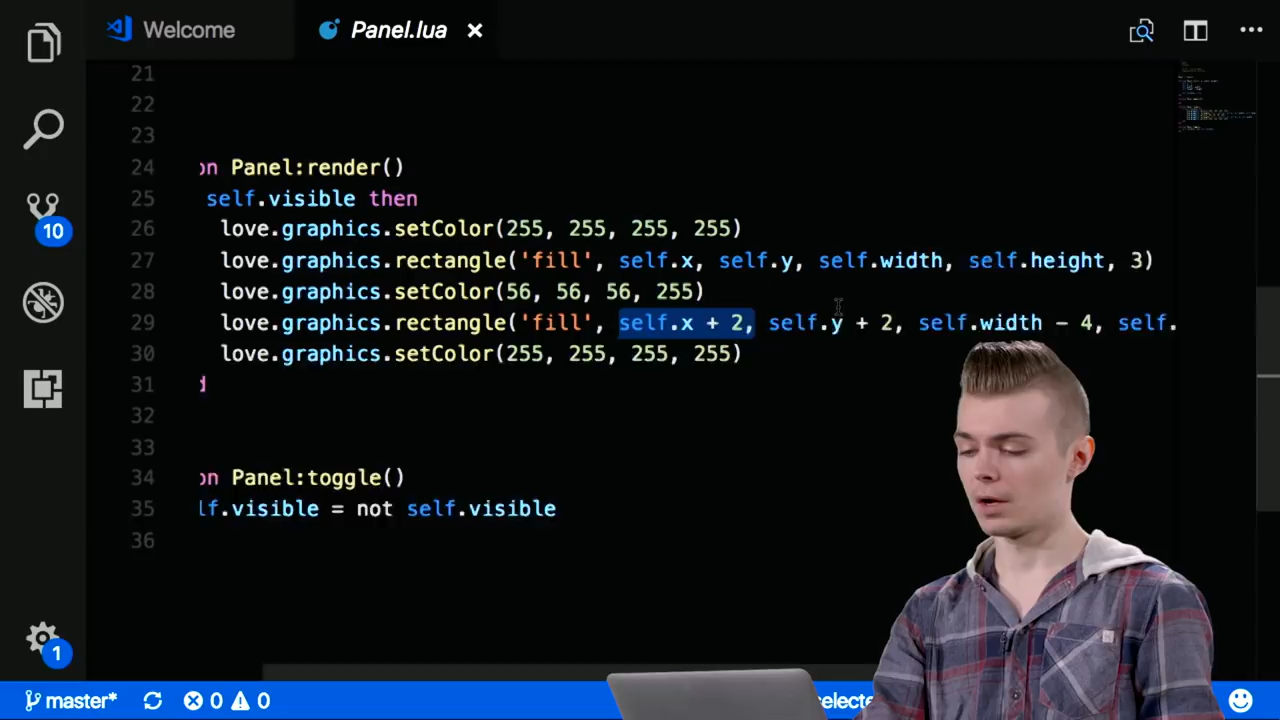 Welcome
Panel.lua
21
22
23
24 on Panel:render()
25 self.visible then
26 love.graphics.setColor(255, 255, 255, 255)
27 love.graphics.rectangle('fill', self.x, self.y, self.width, self.height, 3)
28 love.graphics.setColor(56, 56, 56, 255)
29 love.graphics.rectangle('fill', self.x + 2, self.y + 2, self.width - 4, self.
30 love.graphics.setColor(255, 255, 255, 255)
31 d
32
33
34 on Panel:toggle()
35 lf.visible = not self.visible
36
10
1
master* 0 0 selecte